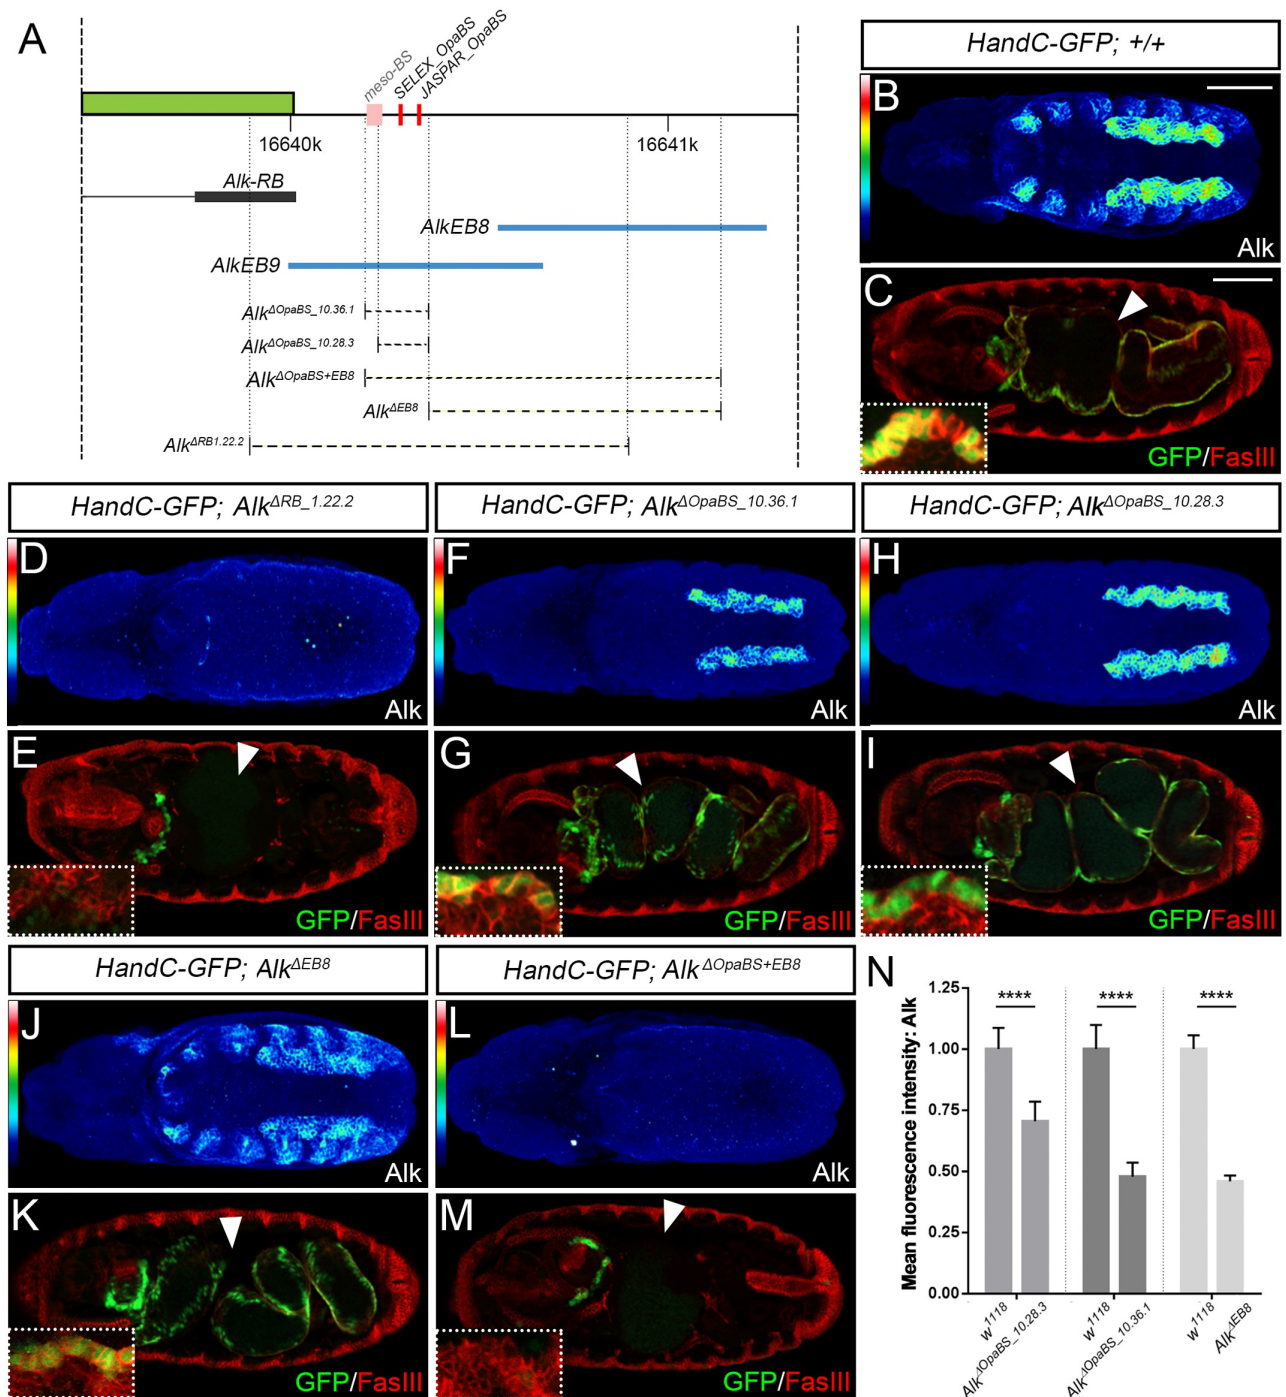 A
meso-BS
SELEX_OpaBS
JASPAR_OpaBS
16640k
16641k
Alk-RB
AlkEB8
AlkEB9
AlkΔOpaBS_10.36.1
AlkΔOpaBS_10.28.3
AlkΔOpaBS+EB8
AlkΔEB8
AlkΔRB1.22.2
HandC-GFP; +/+
B
Alk
C
GFP/FasIII
HandC-GFP; AlkΔRB_1.22.2
HandC-GFP; AlkΔOpaBS_10.36.1
HandC-GFP; AlkΔOpaBS_10.28.3
D
Alk
F
Alk
H
Alk
E
GFP/FasIII
G
GFP/FasIII
I
GFP/FasIII
HandC-GFP; AlkΔEB8
HandC-GFP; AlkΔOpaBS+EB8
J
Alk
L
Alk
K
GFP/FasIII
M
GFP/FasIII
N
Mean fluorescence intensity: Alk
1.25
1.00
0.75
0.50
0.25
0.00
****
****
****
w1118
AlkΔOpaBS_10.28.3
w1118
AlkΔOpaBS_10.36.1
w1118
AlkΔEB8